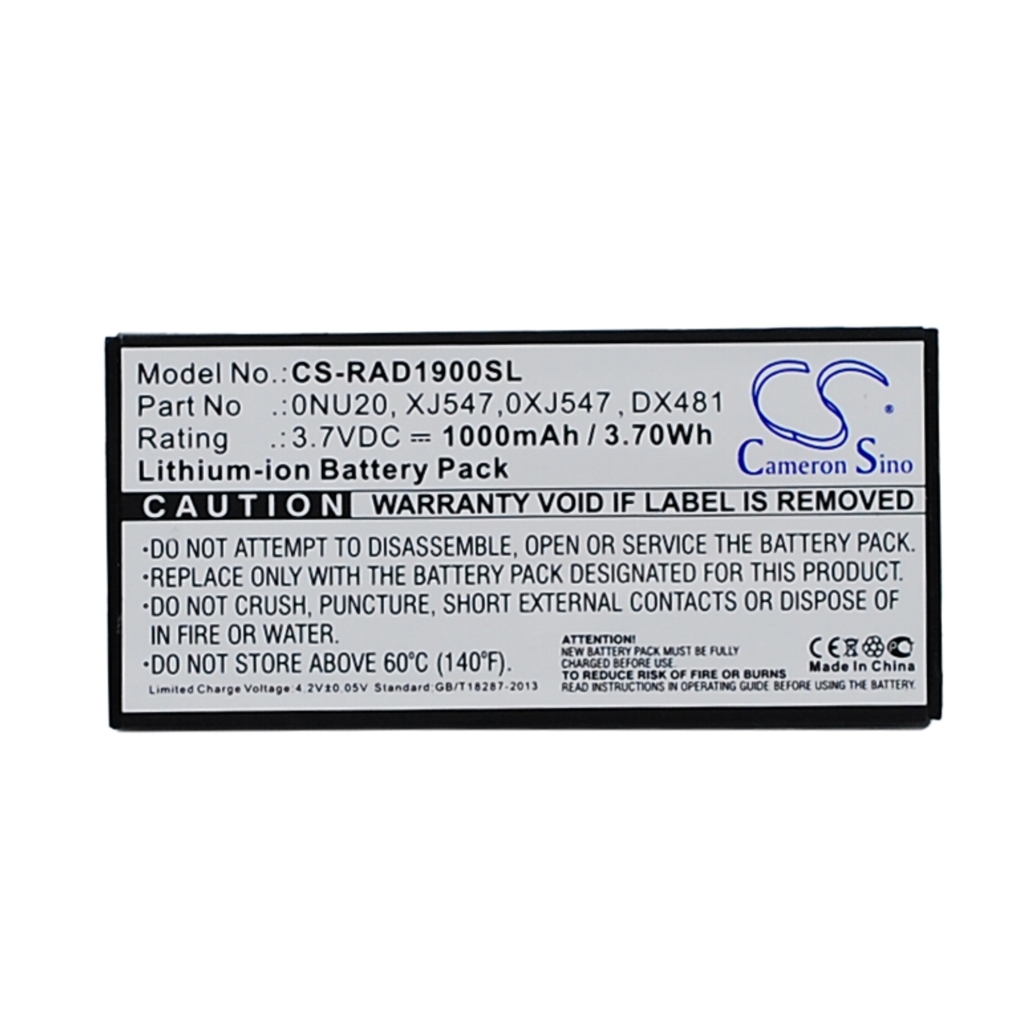 Model No.:CS-RAD1900SL
Part No .:0NU20, XJ547,0XJ547 , DX481
Rating .:3.7VDC ⎓ 1000mAh / 3.70Wh
Lithium-ion Battery Pack
CS ®
Cameron Sino
CAUTION WARRANTY VOID IF LABEL IS REMOVED
·DO NOT ATTEMPT TO DISASSEMBLE, OPEN OR SERVICE THE BATTERY PACK.
·REPLACE ONLY WITH THE BATTERY PACK DESIGNATED FOR THIS PRODUCT.
·DO NOT CRUSH, PUNCTURE, SHORT EXTERNAL CONTACTS OR DISPOSE OF
IN FIRE OR WATER.
·DO NOT STORE ABOVE 60°C (140°F).
Limited Charge Voltage:4.2V±0.05V Standard:GB/T18287-2013
ATTENTION!
NEW BATTERY PACK MUST BE FULLY
CHARGED BEFORE USE.
TO REDUCE RISK OF FIRE OR BURNS
READ INSTRUCTIONS IN OPERATING GUIDE BEFORE USING THE BATTERY.
CE
Made In China